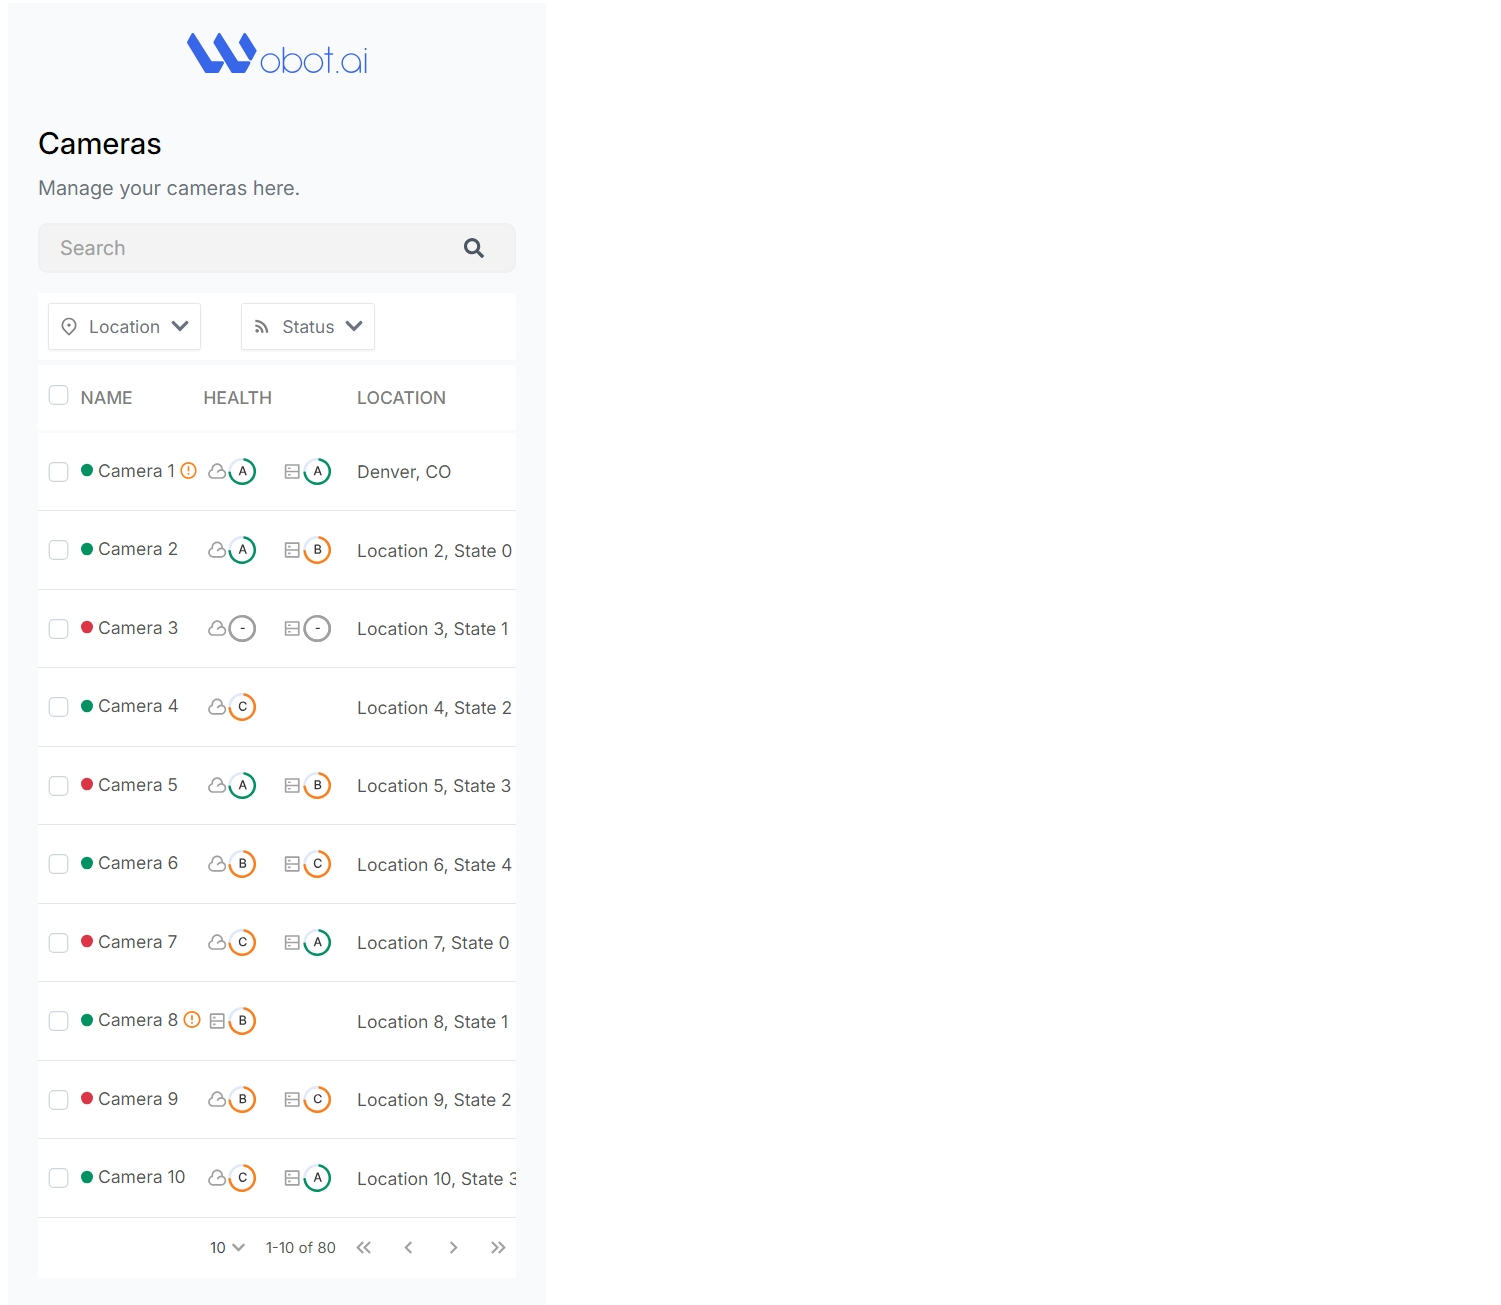 Wobot.ai
Cameras
Manage your cameras here.
Search
Location Status
NAME HEALTH LOCATION
Camera 1 A A Denver, CO
Camera 2 A B Location 2, State 0
Camera 3 - - Location 3, State 1
Camera 4 C Location 4, State 2
Camera 5 A B Location 5, State 3
Camera 6 B C Location 6, State 4
Camera 7 C A Location 7, State 0
Camera 8 B Location 8, State 1
Camera 9 B C Location 9, State 2
Camera 10 C A Location 10, State 3
10 1-10 of 80